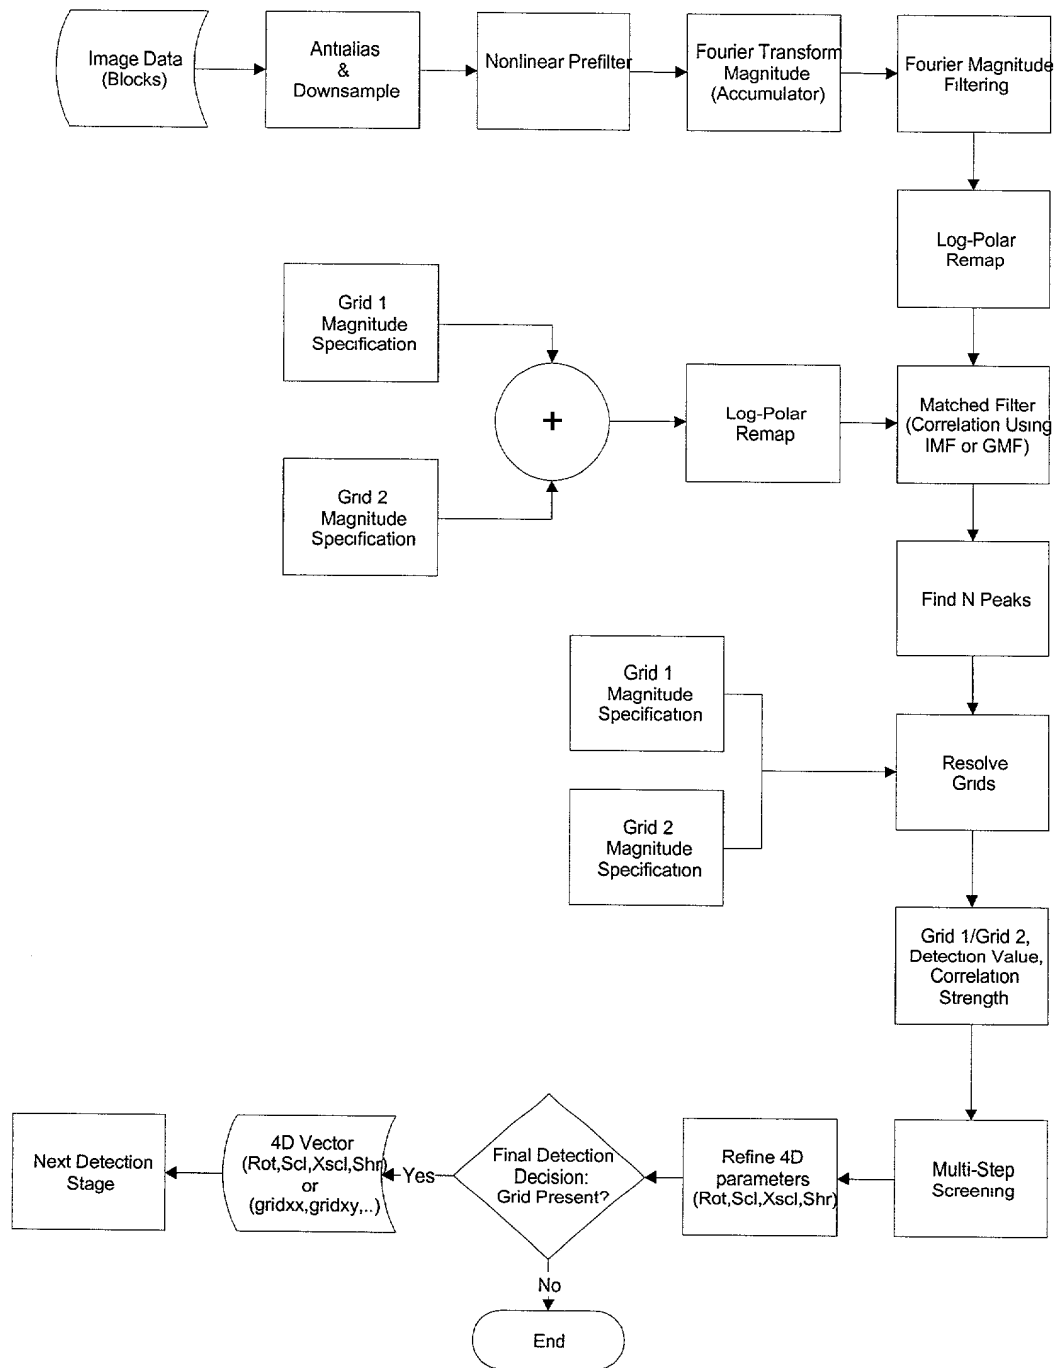 Image Data
(Blocks)
Antialias
&
Downsample
Nonlinear Prefilter
Fourier Transform
Magnitude
(Accumulator)
Fourier Magnitude
Filtering
Log-Polar
Remap
Grid 1
Magnitude
Specification
Grid 2
Magnitude
Specification
+
Log-Polar
Remap
Matched Filter
(Correlation Using
IMF or GMF)
Find N Peaks
Grid 1
Magnitude
Specification
Grid 2
Magnitude
Specification
Resolve
Grids
Grid 1/Grid 2,
Detection Value,
Correlation
Strength
Multi-Step
Screening
Refine 4D
parameters
(Rot,Scl,Xscl,Shr)
Final Detection
Decision:
Grid Present?
Yes
4D Vector
(Rot,Scl,Xscl,Shr)
or
(gridxx,gridxy,..)
Next Detection
Stage
No
End